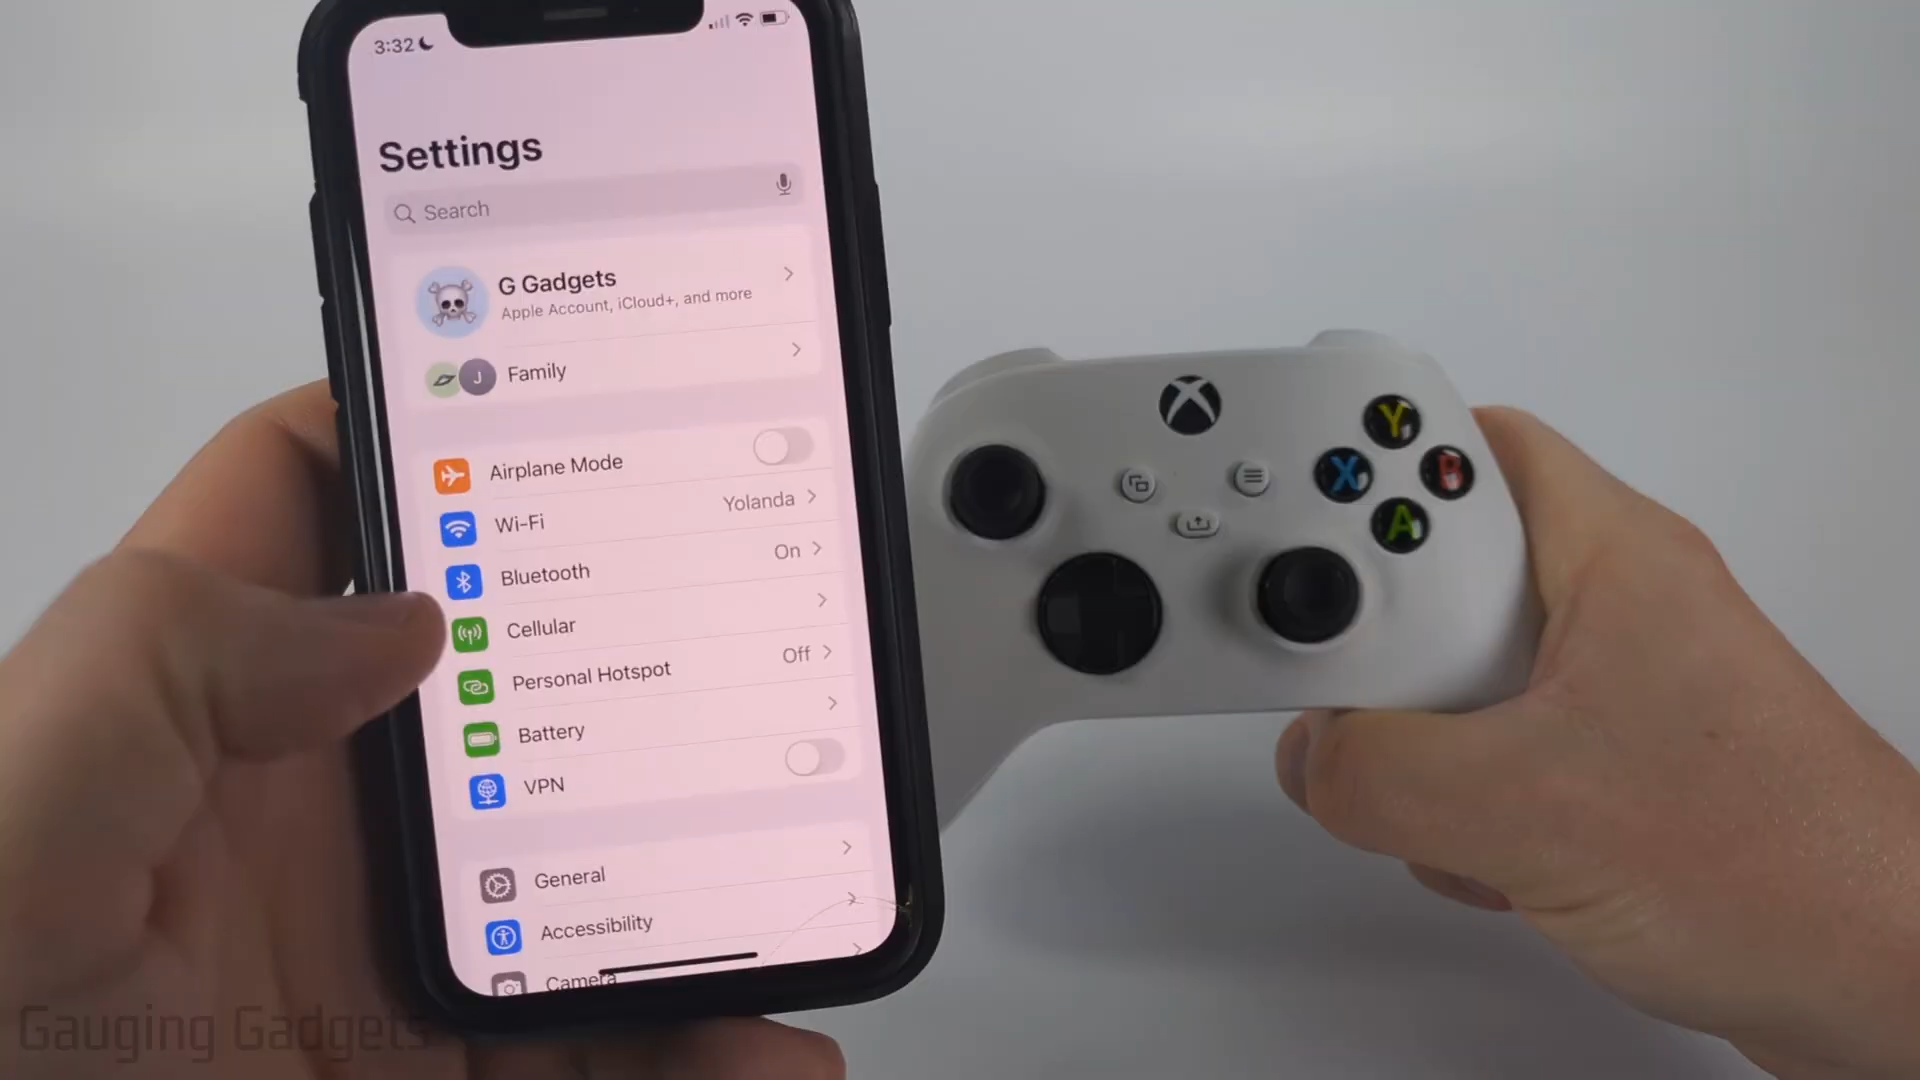 3:32
Settings
Search
G Gadgets
Apple Account, iCloud+, and more
J
Family
Airplane Mode
Wi-Fi Yolanda
Bluetooth On
Cellular
Personal Hotspot Off
Battery
VPN
General
Accessibility
Camera
Y
X
B
A
Gauging Gadgets